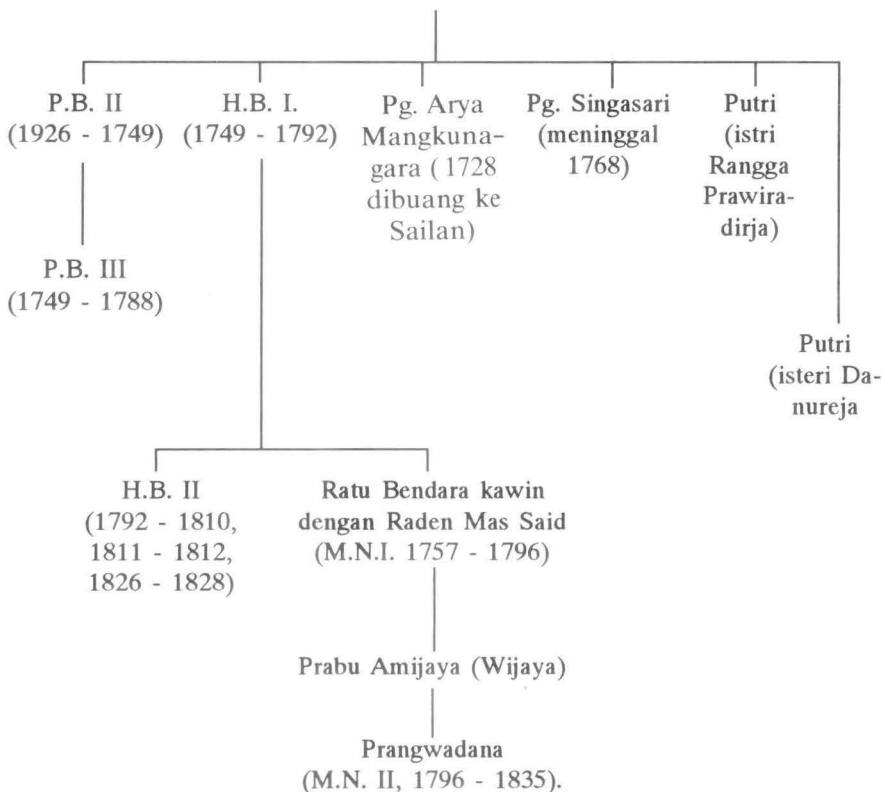 P.B. II
(1926 - 1749)
H.B. I.
(1749 - 1792)
Pg. Arya
Mangkuna-
gara ( 1728
dibuang ke
Sailan)
Pg. Singasari
(meninggal
1768)
Putri
(istri
Rangga
Prawira-
dirja)
P.B. III
(1749 - 1788)
Putri
(isteri Da-
nureja
H.B. II
(1792 - 1810,
1811 - 1812,
1826 - 1828)
Ratu Bendara kawin
dengan Raden Mas Said
(M.N.I. 1757 - 1796)
Prabu Amijaya (Wijaya)
Prangwadana
(M.N. II, 1796 - 1835).